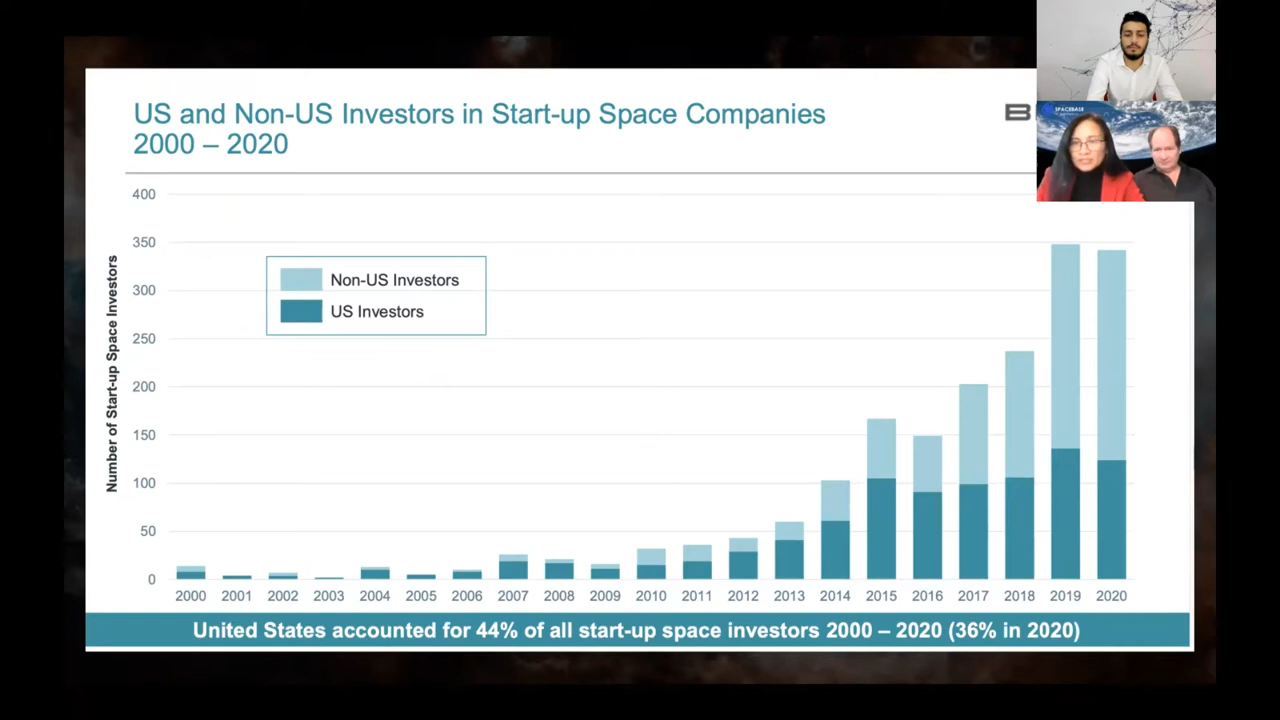 US and Non-US Investors in Start-up Space Companies
2000 – 2020
B
SPACEBASE
400
350
300
250
200
150
100
50
0
Number of Start-up Space Investors
Non-US Investors
US Investors
2000 2001 2002 2003 2004 2005 2006 2007 2008 2009 2010 2011 2012 2013 2014 2015 2016 2017 2018 2019 2020
United States accounted for 44% of all start-up space investors 2000 – 2020 (36% in 2020)